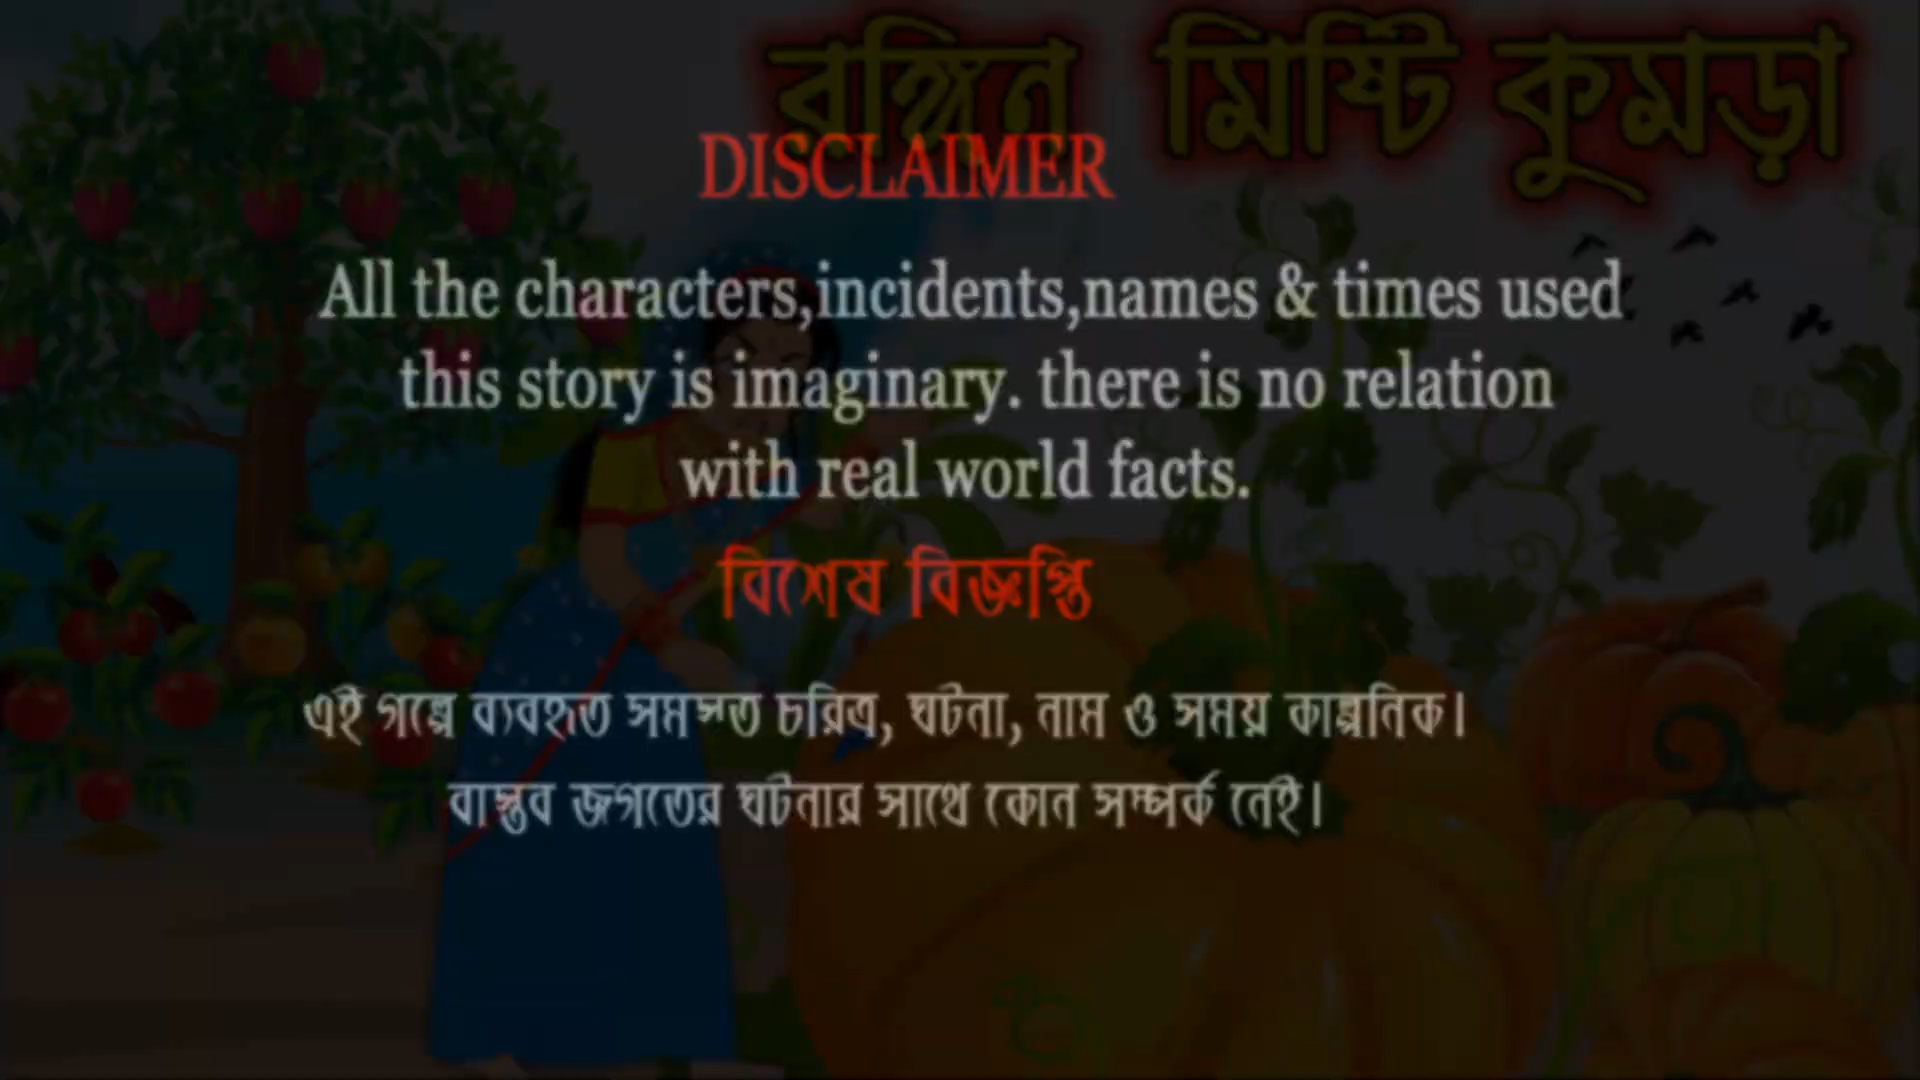 রঙ্গিন মিষ্টি কুমড়া
DISCLAIMER
All the characters,incidents,names & times used
this story is imaginary. there is no relation
with real world facts.
বিশেষ বিজ্ঞপ্তি
এই গল্পে ব্যবহৃত সমস্ত চরিত্র, ঘটনা, নাম ও সময় কাল্পনিক।
বাস্তব জগতের ঘটনার সাথে কোন সম্পর্ক নেই।